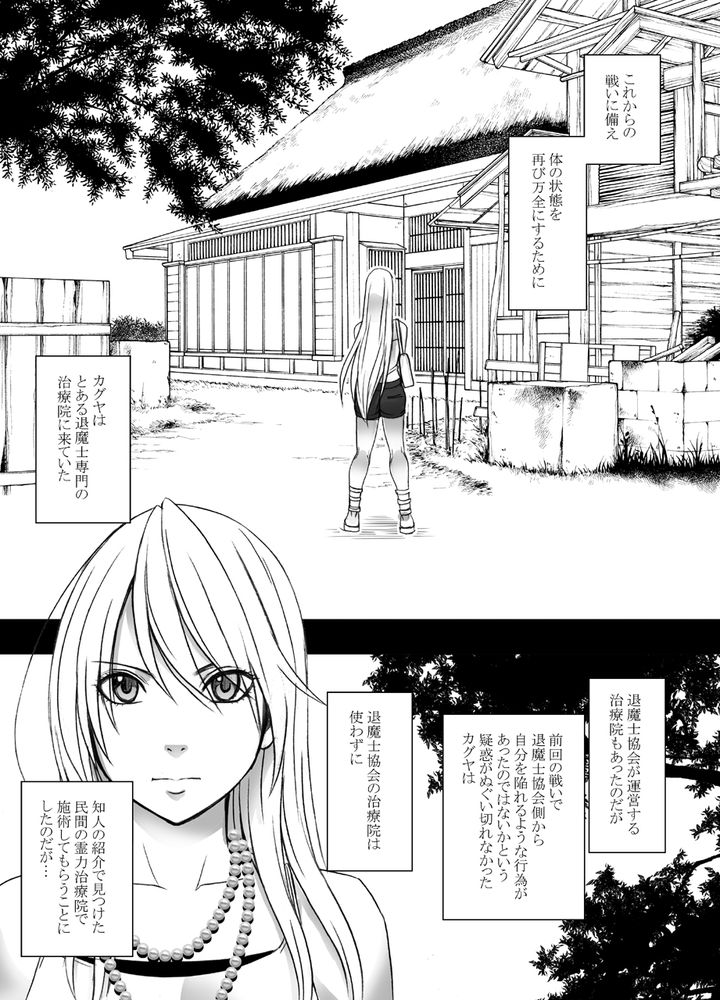 これからの
戦いに備え
体の状態を
再び万全にするために
カグヤは
とある退魔士専門の
治療院に来ていた
退魔士協会が運営する
治療院もあったのだが
前回の戦いで
退魔士協会側から
自分を陥れるような行為が
あったのではないかという
疑惑がぬぐい切れなかった
カグヤは
退魔士協会の治療院は
使わずに
知人の紹介で見つけた
民間の霊力治療院で
施術してもらうことに
したのだが…